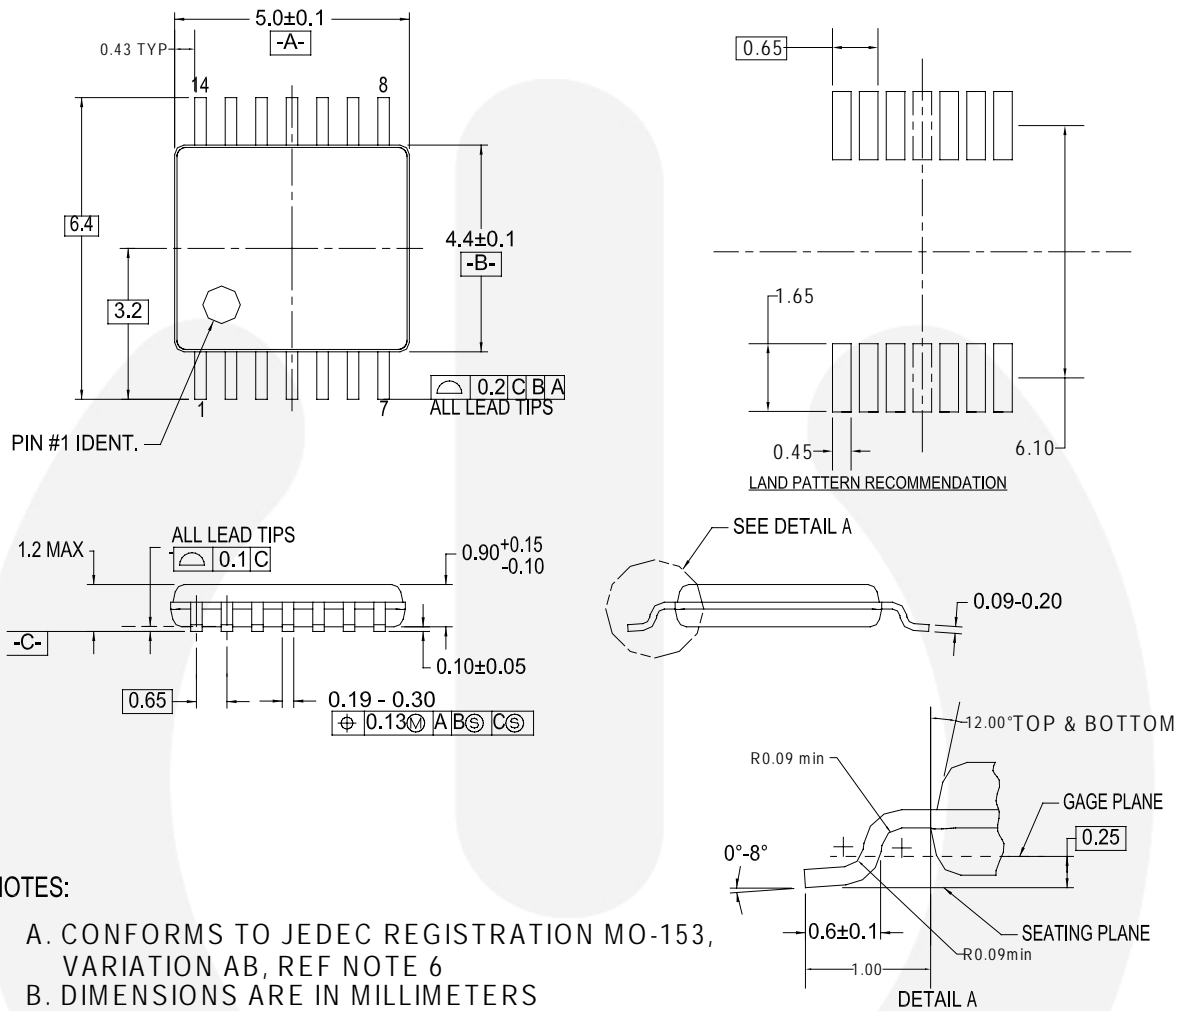 5.0±0.1
-A-
0.43 TYP
14
8
6.4
3.2
4.4±0.1
-B-
0.2 C B A
ALL LEAD TIPS
1
7
PIN #1 IDENT.
0.65
1.65
0.45
6.10
LAND PATTERN RECOMMENDATION
ALL LEAD TIPS
0.1 C
1.2 MAX
0.90 +0.15
-0.10
-C-
0.10±0.05
0.65
0.19 - 0.30
⌖ 0.13Ⓜ A BⓈ CⓈ
SEE DETAIL A
0.09-0.20
12.00° TOP & BOTTOM
R0.09 min
GAGE PLANE
0.25
0°-8°
0.6±0.1
SEATING PLANE
R0.09min
1.00
DETAIL A
NOTES:
A. CONFORMS TO JEDEC REGISTRATION MO-153,
VARIATION AB, REF NOTE 6
B. DIMENSIONS ARE IN MILLIMETERS